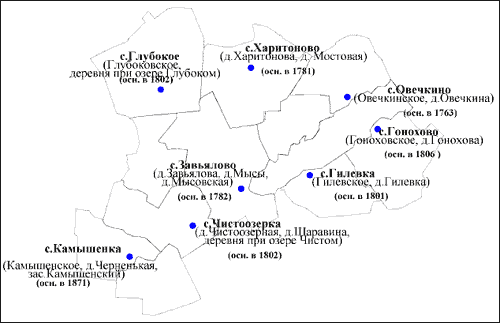 с.Глубокое
(Глубоковское,
деревня при озере Глубоком)
(осн. в 1802)
с.Харитоново
(д.Харитонова, д. Мостовая)
(осн. в 1781)
с.Овечкино
(Овечкинское, д.Овечкина)
(осн. в 1763)
с.Гонохово
(Гоноховское, д.Гонохова)
(осн. в 1806 )
с.Завьялово
(д.Завьялова, д.Мысы,
д.Мысовская)
(осн. в 1782)
с.Гилевка
(Гилевское, д.Гилевка)
(осн. в 1801)
с.Чистоозерка
(д.Чистоозерная, д.Шаравина,
деревня при озере Чистом)
(осн. в 1802)
с.Камышенка
(Камышенское, д.Черненькая,
зас.Камышенский)
(осн. в 1871)